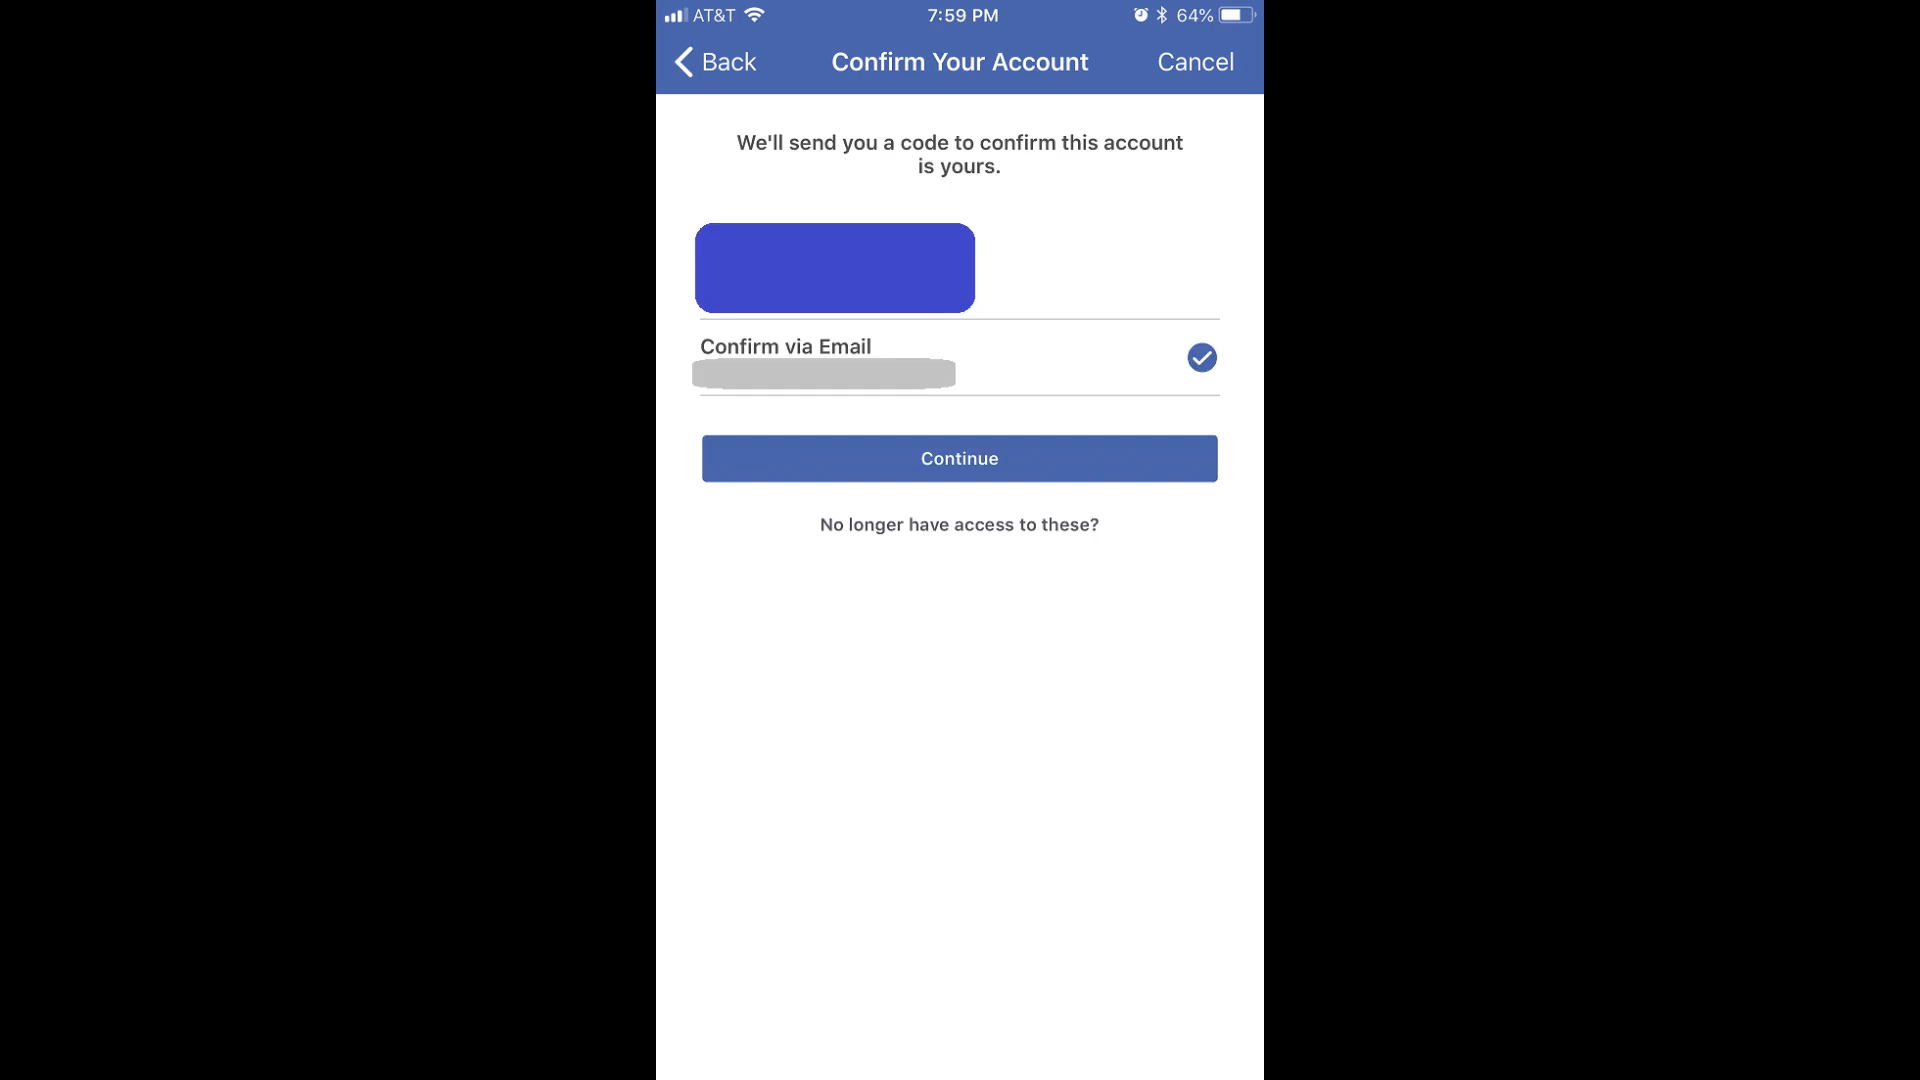 AT&T 7:59 PM 64%
Back Confirm Your Account Cancel
We'll send you a code to confirm this account
is yours.
Confirm via Email
Continue
No longer have access to these?